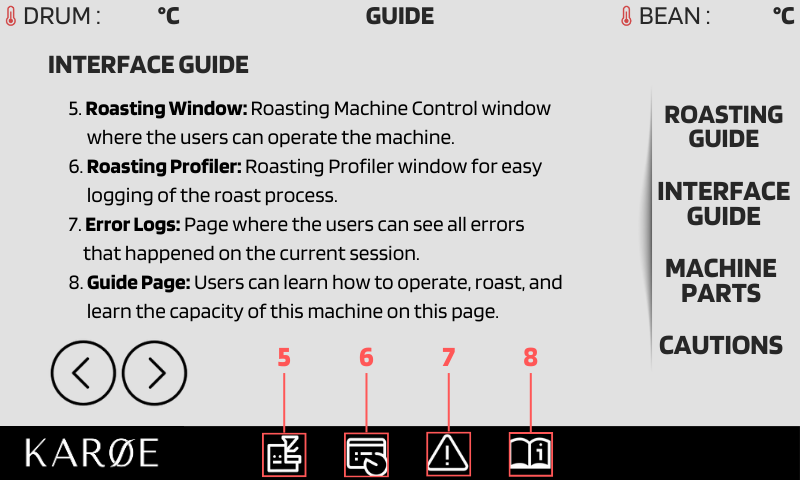 DRUM : °C
GUIDE
BEAN : °C
INTERFACE GUIDE
5. Roasting Window: Roasting Machine Control window
where the users can operate the machine.
6. Roasting Profiler: Roasting Profiler window for easy
logging of the roast process.
7. Error Logs: Page where the users can see all errors
that happened on the current session.
8. Guide Page: Users can learn how to operate, roast, and
learn the capacity of this machine on this page.
ROASTING
GUIDE
INTERFACE
GUIDE
MACHINE
PARTS
CAUTIONS
5 6 7 8
KARØE